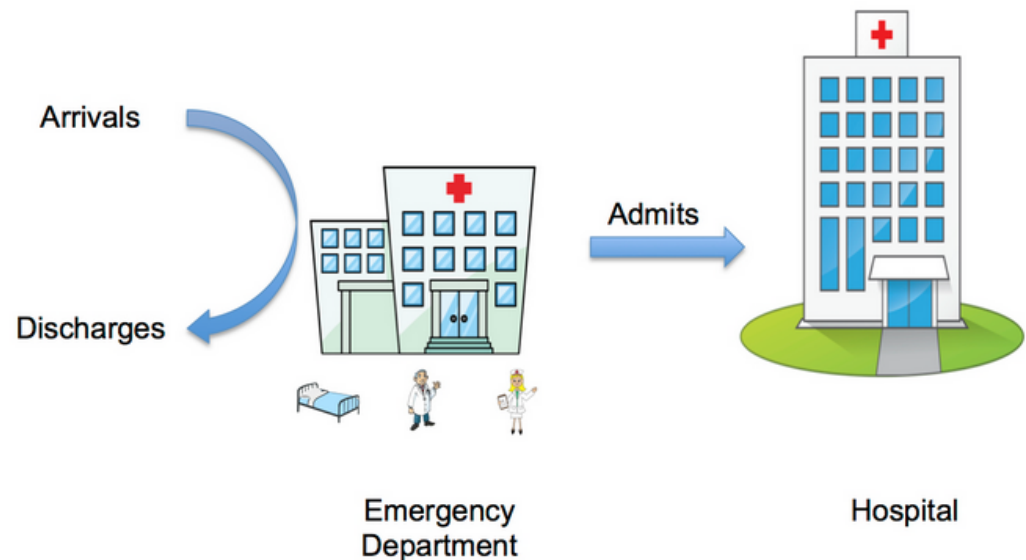 Arrivals
Discharges
Admits
Emergency
Department
Hospital